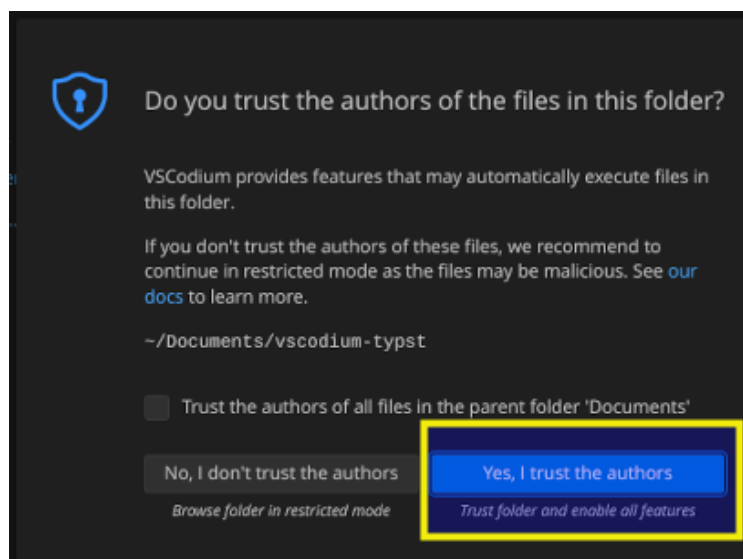 Do you trust the authors of the files in this folder?
VSCodium provides features that may automatically execute files in
this folder.
If you don't trust the authors of these files, we recommend to
continue in restricted mode as the files may be malicious. See our
docs to learn more.
~/Documents/vscodium-typst
Trust the authors of all files in the parent folder 'Documents'
No, I don't trust the authors
Yes, I trust the authors
Browse folder in restricted mode
Trust folder and enable all features